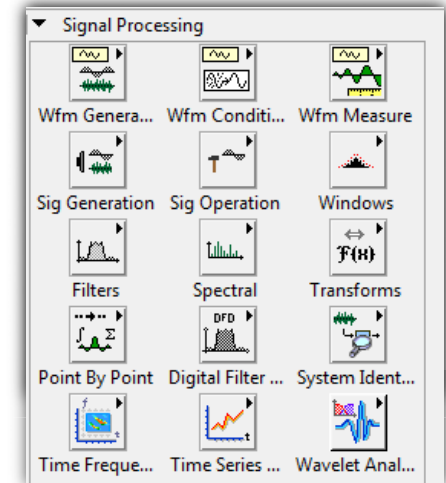 Signal Processing
Wfm Genera... Wfm Conditi... Wfm Measure
Sig Generation Sig Operation Windows
F(x)
Filters Spectral Transforms
DFD
Point By Point Digital Filter ... System Ident...
f
t t
Time Freque... Time Series ... Wavelet Anal...